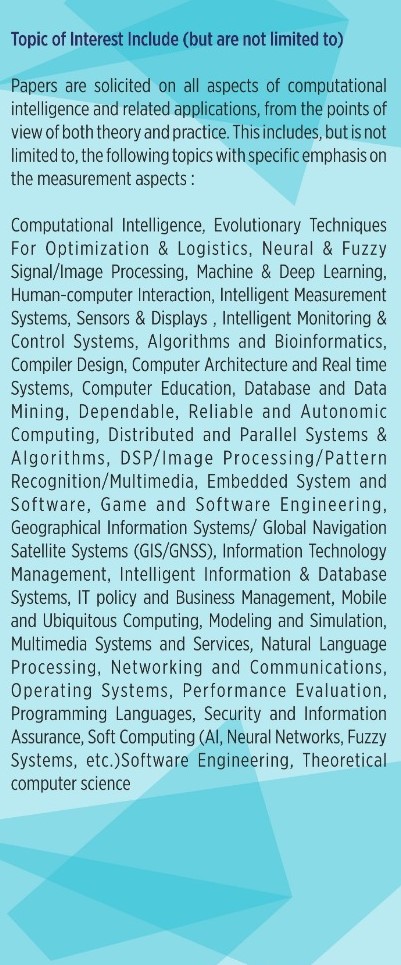 Topic of Interest Include (but are not limited to)
Papers are solicited on all aspects of computational
intelligence and related applications, from the points of
view of both theory and practice. This includes, but is not
limited to, the following topics with specific emphasis on
the measurement aspects :
Computational Intelligence, Evolutionary Techniques
For Optimization & Logistics, Neural & Fuzzy
Signal/Image Processing, Machine & Deep Learning,
Human-computer Interaction, Intelligent Measurement
Systems, Sensors & Displays , Intelligent Monitoring &
Control Systems, Algorithms and Bioinformatics,
Compiler Design, Computer Architecture and Real time
Systems, Computer Education, Database and Data
Mining, Dependable, Reliable and Autonomic
Computing, Distributed and Parallel Systems &
Algorithms, DSP/Image Processing/Pattern
Recognition/Multimedia, Embedded System and
Software, Game and Software Engineering,
Geographical Information Systems/ Global Navigation
Satellite Systems (GIS/GNSS), Information Technology
Management, Intelligent Information & Database
Systems, IT policy and Business Management, Mobile
and Ubiquitous Computing, Modeling and Simulation,
Multimedia Systems and Services, Natural Language
Processing, Networking and Communications,
Operating Systems, Performance Evaluation,
Programming Languages, Security and Information
Assurance, Soft Computing (AI, Neural Networks, Fuzzy
Systems, etc.)Software Engineering, Theoretical
computer science